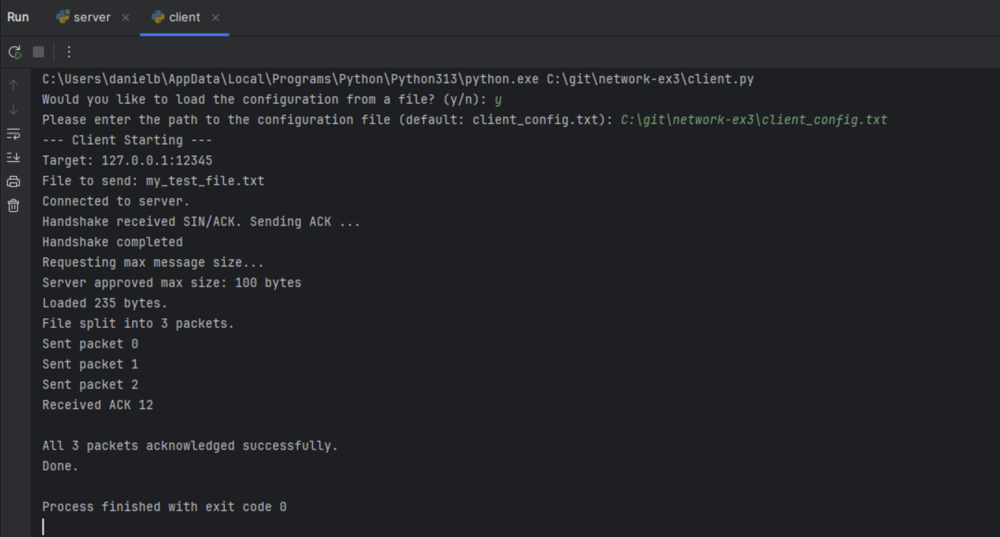 Run server client
C:\Users\danielb\AppData\Local\Programs\Python\Python313\python.exe C:\git\network-ex3\client.py
Would you like to load the configuration from a file? (y/n): y
Please enter the path to the configuration file (default: client_config.txt): C:\git\network-ex3\client_config.txt
--- Client Starting ---
Target: 127.0.0.1:12345
File to send: my_test_file.txt
Connected to server.
Handshake received SIN/ACK. Sending ACK ...
Handshake completed
Requesting max message size...
Server approved max size: 100 bytes
Loaded 235 bytes.
File split into 3 packets.
Sent packet 0
Sent packet 1
Sent packet 2
Received ACK 12
All 3 packets acknowledged successfully.
Done.
Process finished with exit code 0